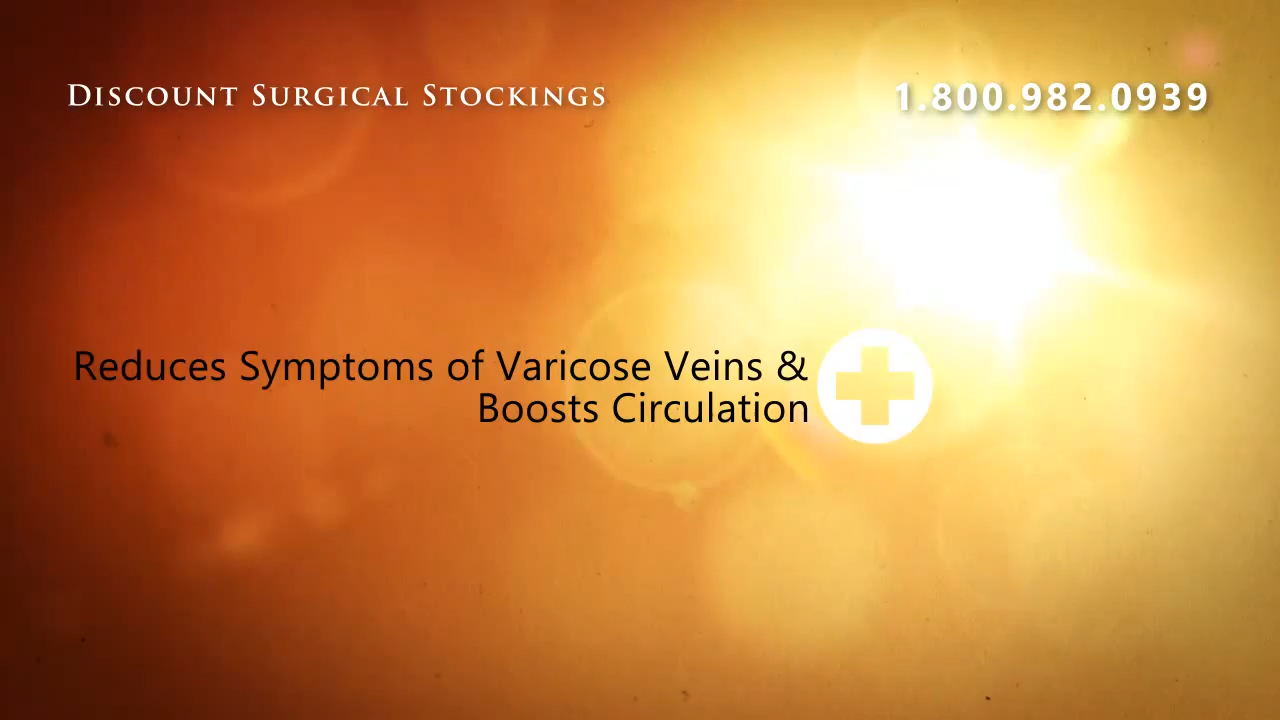 Discount Surgical Stockings
1.800.982.0939
Reduces Symptoms of Varicose Veins &
Boosts Circulation